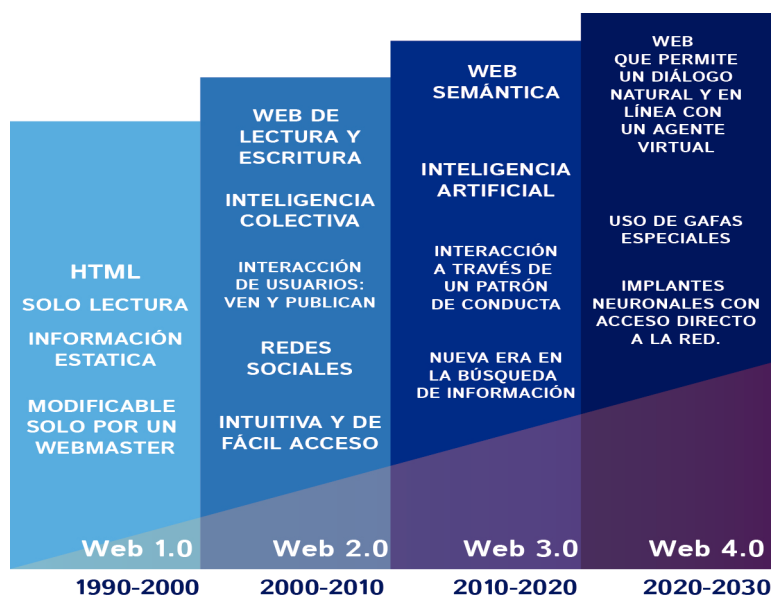 HTML
SOLO LECTURA
INFORMACIÓN
ESTATICA
MODIFICABLE
SOLO POR UN
WEBMASTER
Web 1.0
1990-2000
WEB DE
LECTURA Y
ESCRITURA
INTELIGENCIA
COLECTIVA
INTERACCIÓN
DE USUARIOS:
VEN Y PUBLICAN
REDES
SOCIALES
INTUITIVA Y DE
FÁCIL ACCESO
Web 2.0
2000-2010
WEB
SEMÁNTICA
INTELIGENCIA
ARTIFICIAL
INTERACCIÓN
A TRAVÉS DE
UN PATRÓN
DE CONDUCTA
NUEVA ERA EN
LA BÚSQUEDA
DE INFORMACIÓN
Web 3.0
2010-2020
WEB
QUE PERMITE
UN DIÁLOGO
NATURAL Y EN
LÍNEA CON
UN AGENTE
VIRTUAL
USO DE GAFAS
ESPECIALES
IMPLANTES
NEURONALES CON
ACCESO DIRECTO
A LA RED.
Web 4.0
2020-2030